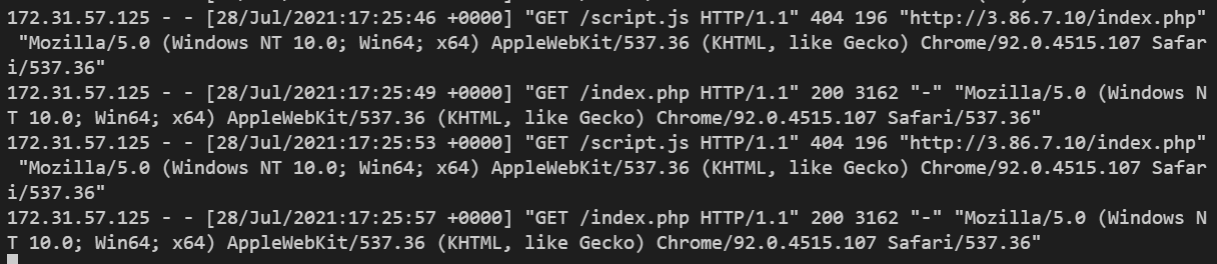 172.31.57.125 - - [28/Jul/2021:17:25:46 +0000] "GET /script.js HTTP/1.1" 404 196 "http://3.86.7.10/index.php"
"Mozilla/5.0 (Windows NT 10.0; Win64; x64) AppleWebKit/537.36 (KHTML, like Gecko) Chrome/92.0.4515.107 Safar
i/537.36"
172.31.57.125 - - [28/Jul/2021:17:25:49 +0000] "GET /index.php HTTP/1.1" 200 3162 "-" "Mozilla/5.0 (Windows N
T 10.0; Win64; x64) AppleWebKit/537.36 (KHTML, like Gecko) Chrome/92.0.4515.107 Safari/537.36"
172.31.57.125 - - [28/Jul/2021:17:25:53 +0000] "GET /script.js HTTP/1.1" 404 196 "http://3.86.7.10/index.php"
"Mozilla/5.0 (Windows NT 10.0; Win64; x64) AppleWebKit/537.36 (KHTML, like Gecko) Chrome/92.0.4515.107 Safar
i/537.36"
172.31.57.125 - - [28/Jul/2021:17:25:57 +0000] "GET /index.php HTTP/1.1" 200 3162 "-" "Mozilla/5.0 (Windows N
T 10.0; Win64; x64) AppleWebKit/537.36 (KHTML, like Gecko) Chrome/92.0.4515.107 Safari/537.36"